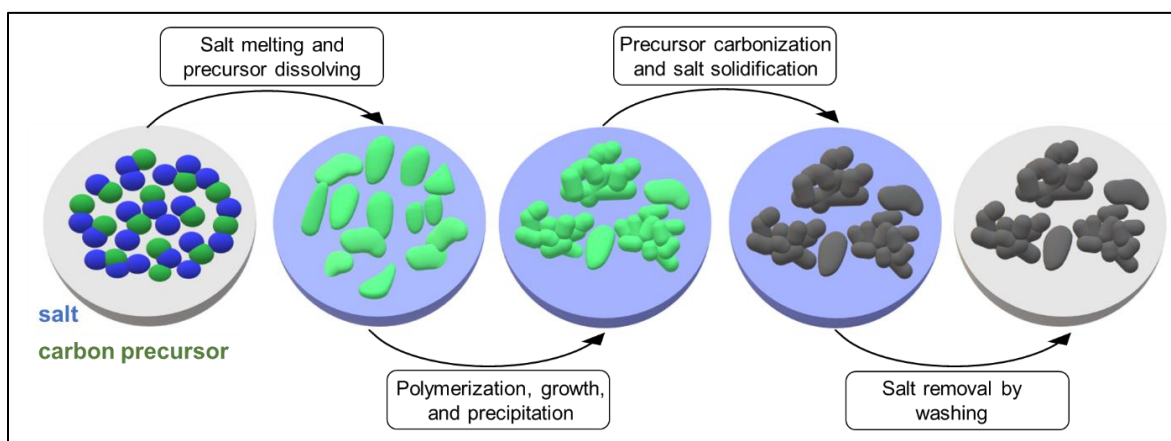 Salt melting and
precursor dissolving
Precursor carbonization
and salt solidification
salt
carbon precursor
Polymerization, growth,
and precipitation
Salt removal by
washing